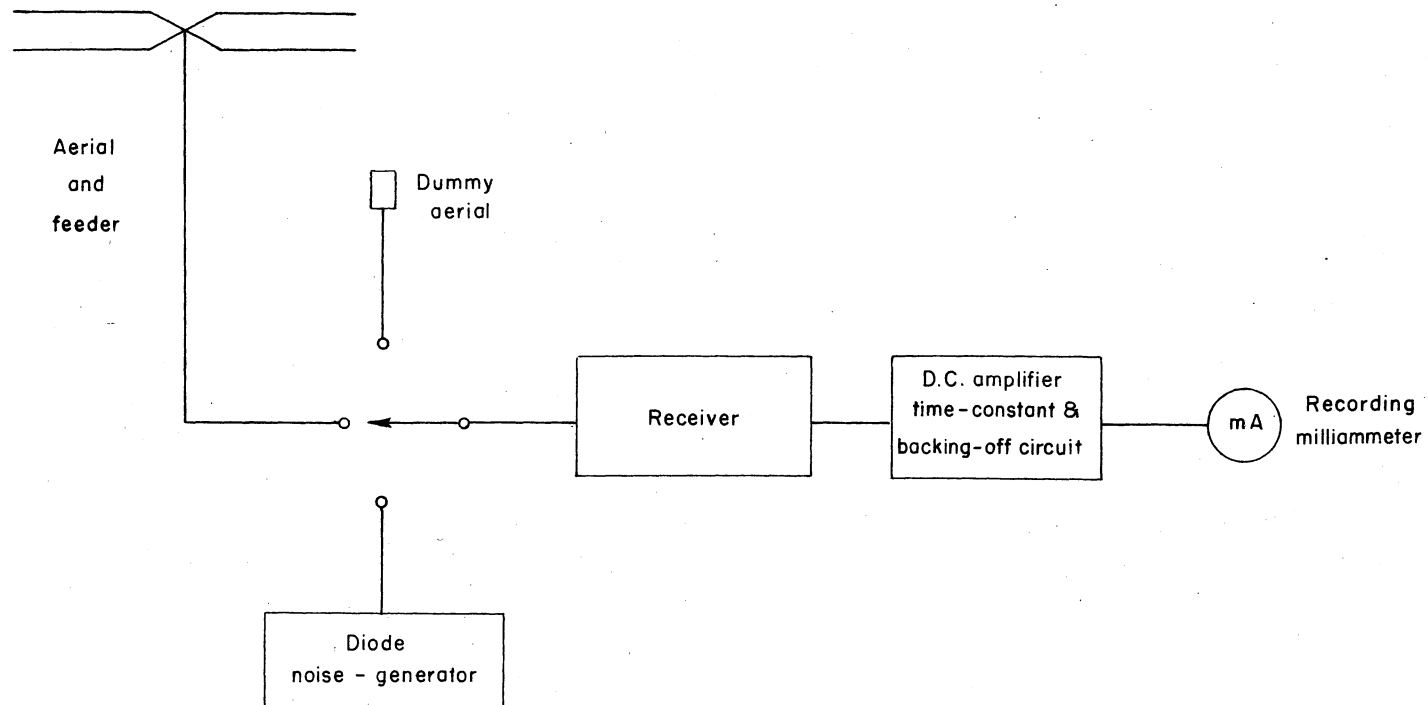 Aerial
and
feeder
Dummy
aerial
Receiver
D.C. amplifier
time-constant &
backing-off circuit
mA
Recording
milliammeter
Diode
noise - generator